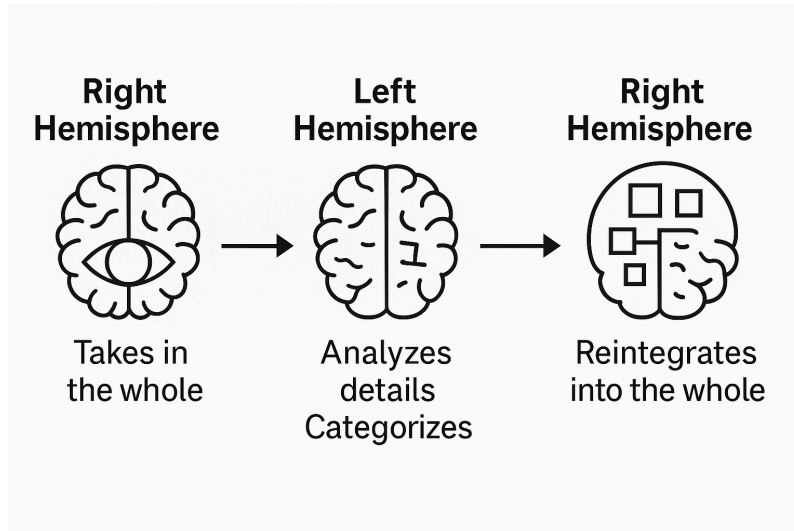 Right
Hemisphere
Takes in
the whole
Left
Hemisphere
Analyzes
details
Categorizes
Right
Hemisphere
Reintegrates
into the whole